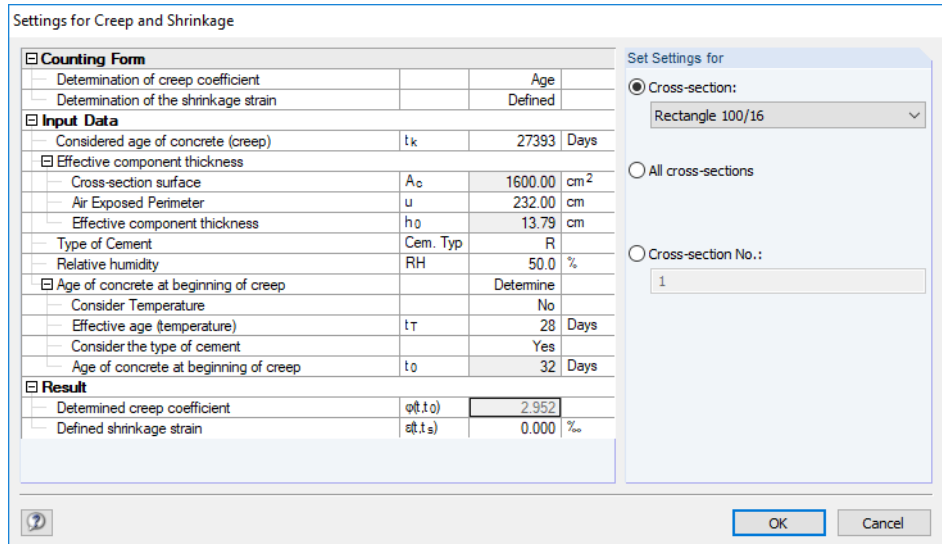 Settings for Creep and Shrinkage
Counting Form
Determination of creep coefficient Age
Determination of the shrinkage strain Defined
Input Data
Considered age of concrete (creep) tk 27393 Days
Effective component thickness
Cross-section surface Ac 1600.00 cm2
Air Exposed Perimeter u 232.00 cm
Effective component thickness h0 13.79 cm
Type of Cement Cem. Typ R
Relative humidity RH 50.0 %
Age of concrete at beginning of creep Determine
Consider Temperature No
Effective age (temperature) tT 28 Days
Consider the type of cement Yes
Age of concrete at beginning of creep t0 32 Days
Result
Determined creep coefficient φ(t,t0) 2.952
Defined shrinkage strain ε(t,ts) 0.000 ‰
Set Settings for
Cross-section:
Rectangle 100/16
All cross-sections
Cross-section No.:
1
OK Cancel